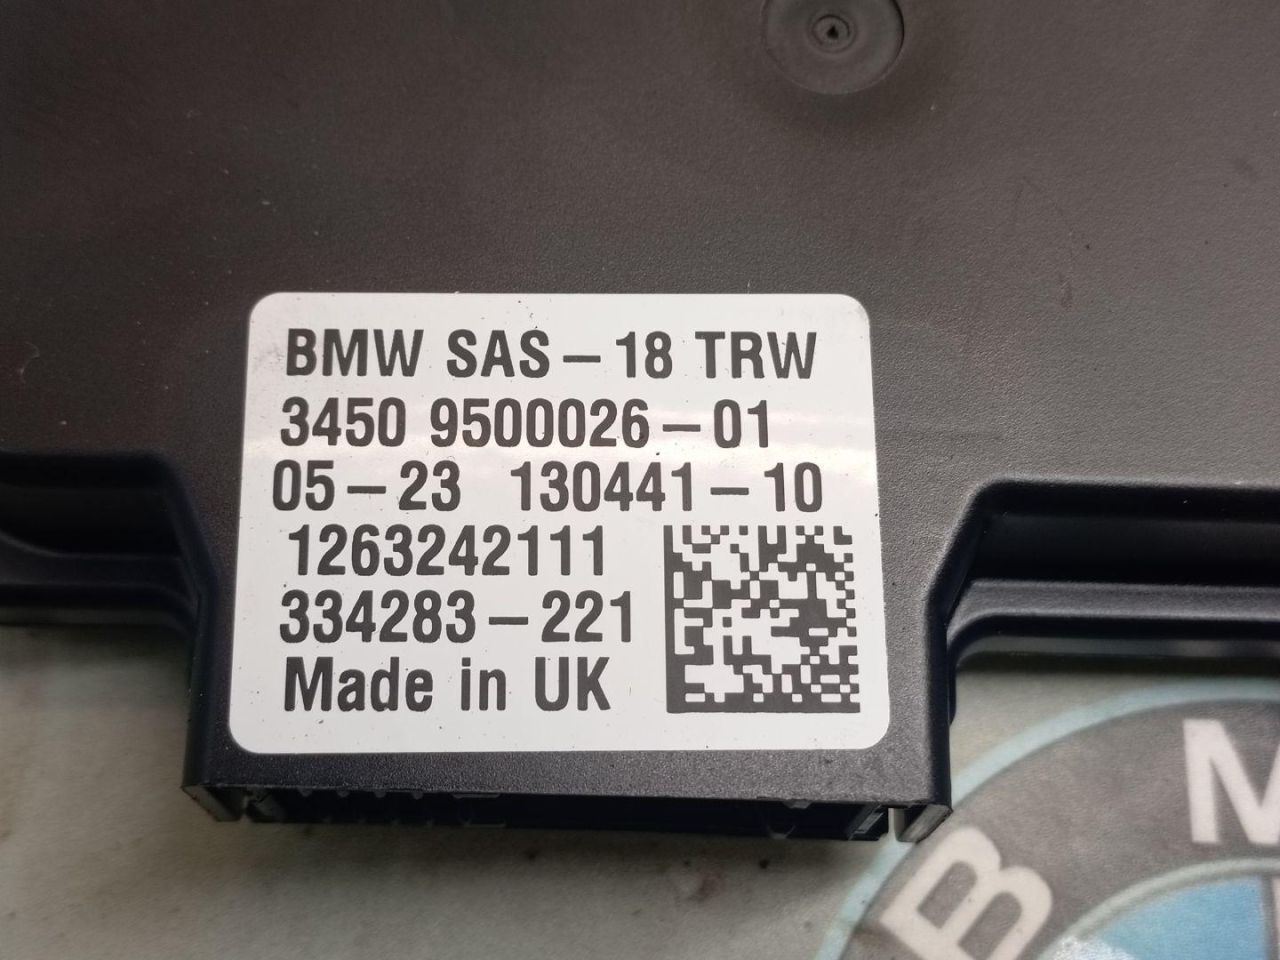 BMW SAS-18 TRW
3450 9500026-01
05-23 130441-10
1263242111
334283-221
Made in UK
B M